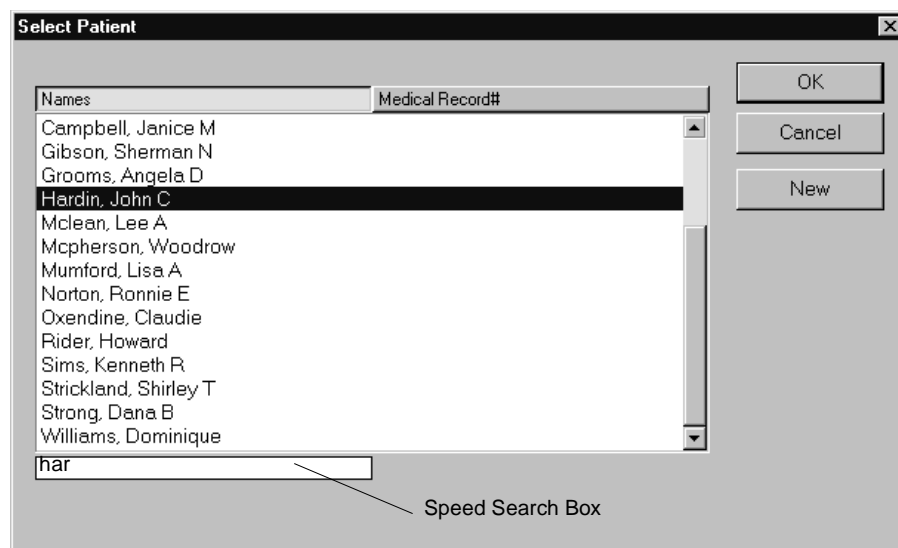 Select Patient
OK
Names Medical Record#
Campbell, Janice M
Cancel
Gibson, Sherman N
Grooms, Angela D
New
Hardin, John C
Mclean, Lee A
Mcpherson, Woodrow
Mumford, Lisa A
Norton, Ronnie E
Oxendine, Claudie
Rider, Howard
Sims, Kenneth R
Strickland, Shirley T
Strong, Dana B
Williams, Dominique
har
Speed Search Box